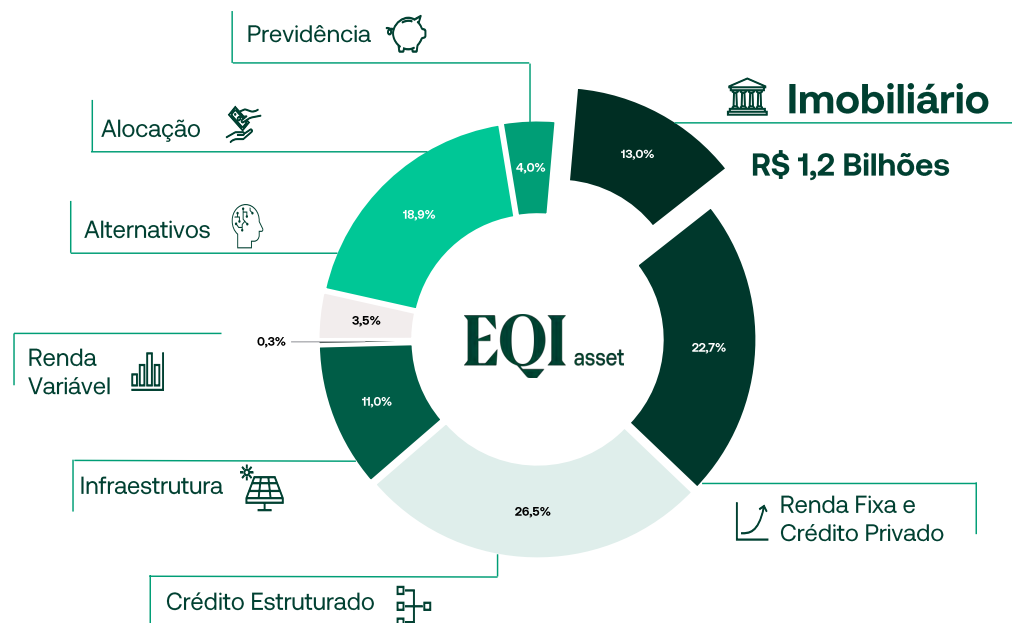 Previdência
Imobiliário
R$ 1,2 Bilhões
Alocação
Alternativos
Renda
Variável
Infraestrutura
Crédito Estruturado
Renda Fixa e
Crédito Privado
4,0%
13,0%
18,9%
3,5%
0,3%
22,7%
11,0%
26,5%
EQI asset